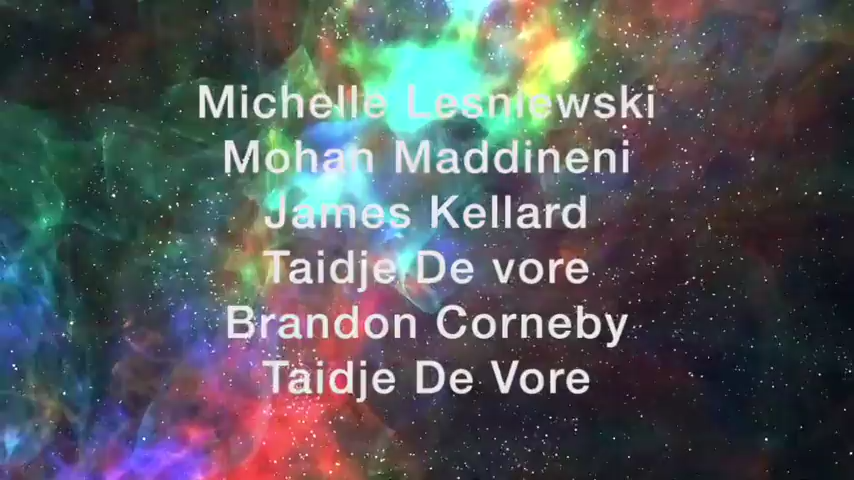 Michelle Lesniewski
Mohan Maddineni
James Kellard
Taidje De vore
Brandon Corneby
Taidje De Vore